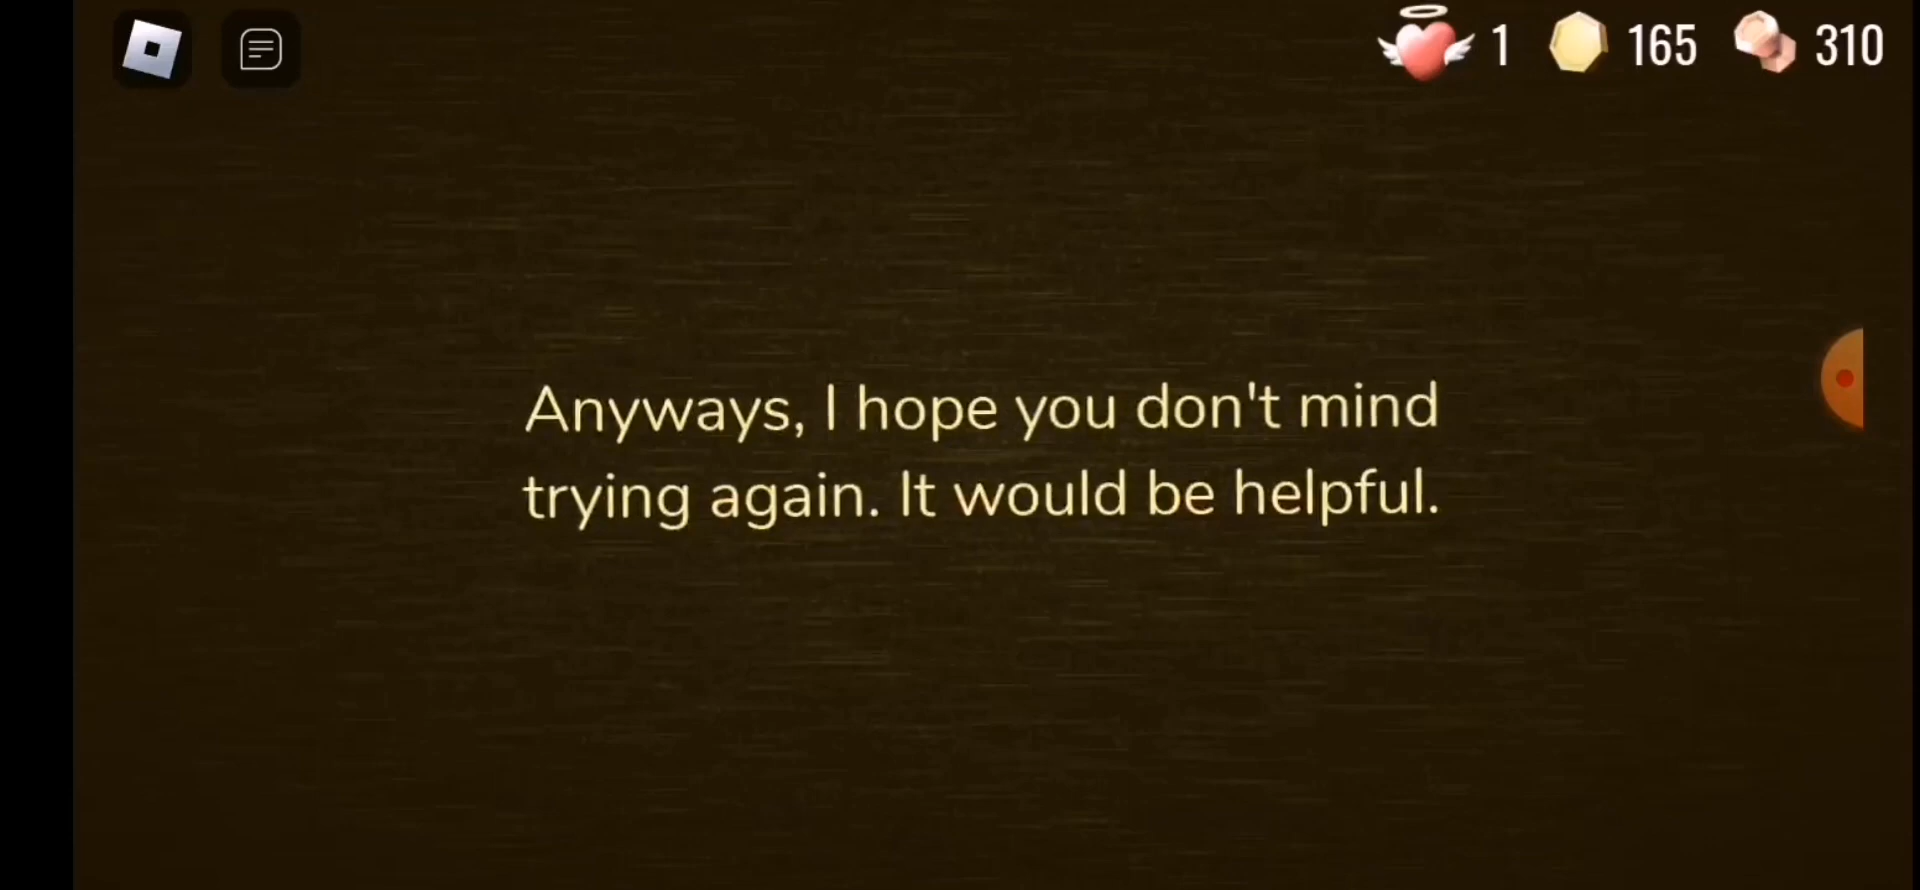 1 165 310
Anyways, I hope you don't mind
trying again. It would be helpful.